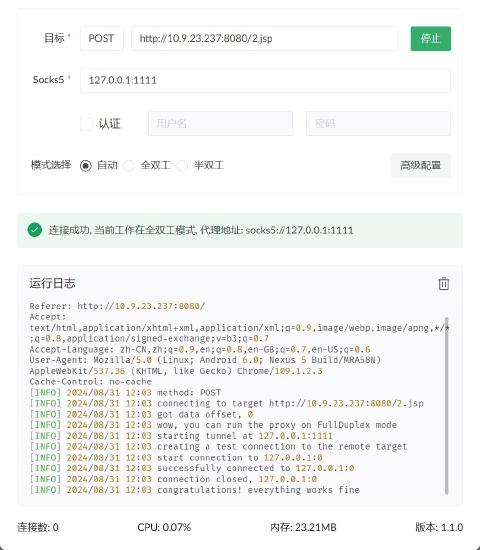 目标 * POST http://10.9.23.237:8080/2.jsp 停止
Socks5 * 127.0.0.1:1111
认证 用户名 密码
模式选择 自动 全双工 半双工 高级配置
连接成功, 当前工作在全双工模式, 代理地址: socks5://127.0.0.1:1111
运行日志
Referer: http://10.9.23.237:8080/
Accept:
text/html,application/xhtml+xml,application/xml;q=0.9,image/webp,image/apng,*/*
;q=0.8,application/signed-exchange;v=b3;q=0.7
Accept-Language: zh-CN,zh;q=0.9,en;q=0.8,en-GB;q=0.7,en-US;q=0.6
User-Agent: Mozilla/5.0 (Linux; Android 6.0; Nexus 5 Build/MRA58N)
AppleWebKit/537.36 (KHTML, like Gecko) Chrome/109.1.2.3
Cache-Control: no-cache
[INFO] 2024/08/31 12:03 method: POST
[INFO] 2024/08/31 12:03 connecting to target http://10.9.23.237:8080/2.jsp
[INFO] 2024/08/31 12:03 got data offset, 0
[INFO] 2024/08/31 12:03 wow, you can run the proxy on FullDuplex mode
[INFO] 2024/08/31 12:03 starting tunnel at 127.0.0.1:1111
[INFO] 2024/08/31 12:03 creating a test connection to the remote target
[INFO] 2024/08/31 12:03 start connection to 127.0.0.1:0
[INFO] 2024/08/31 12:03 successfully connected to 127.0.0.1:0
[INFO] 2024/08/31 12:03 connection closed, 127.0.0.1:0
[INFO] 2024/08/31 12:03 congratulations! everything works fine
连接数: 0 CPU: 0.07% 内存: 23.21MB 版本: 1.1.0